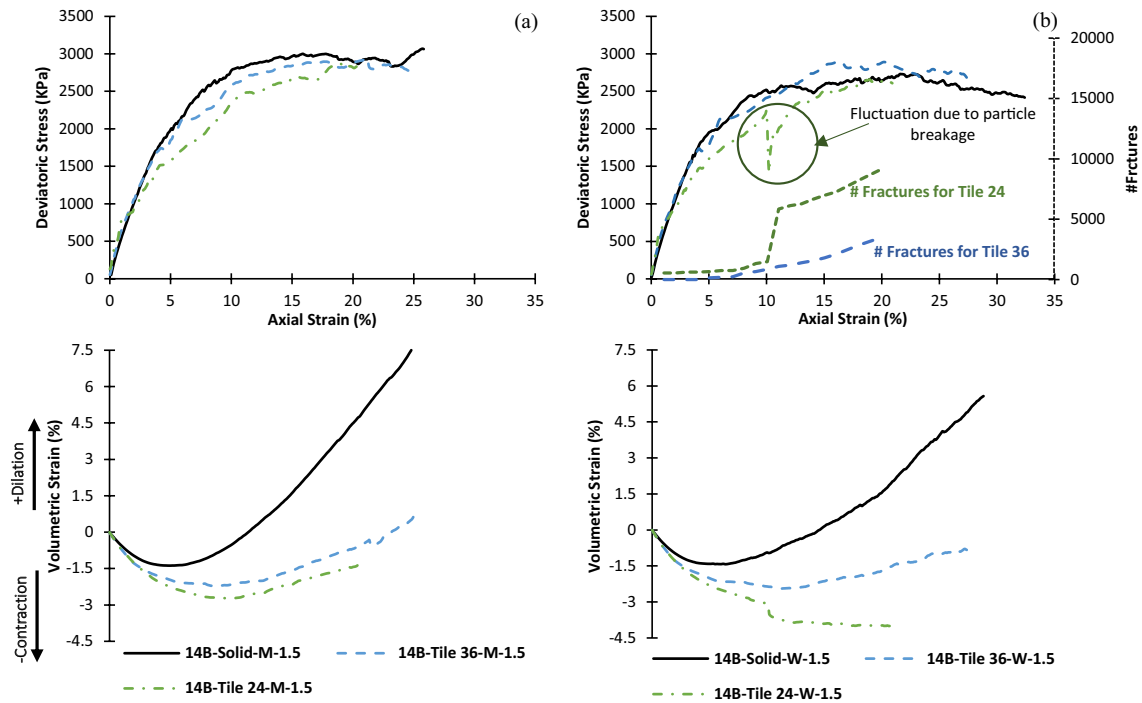 (a)
3500
3000
2500
2000
1500
1000
500
0
0 5 10 15 20 25 30 35
Deviatoric Stress (KPa)
Axial Strain (%)
(b)
3500
3000
2500
2000
1500
1000
500
0
0 5 10 15 20 25 30 35
Deviatoric Stress (KPa)
Axial Strain (%)
20000
15000
10000
5000
0
#Frctures
Fluctuation due to particle
breakage
# Fractures for Tile 24
# Fractures for Tile 36
7.5
6
4.5
3
1.5
0
-1.5
-3
-4.5
Volumetric Strain (%)
+Dilation
-Contraction
14B-Solid-M-1.5
14B-Tile 36-M-1.5
14B-Tile 24-M-1.5
7.5
6
4.5
3
1.5
0
-1.5
-3
-4.5
Volumetric Strain (%)
14B-Solid-W-1.5
14B-Tile 36-W-1.5
14B-Tile 24-W-1.5